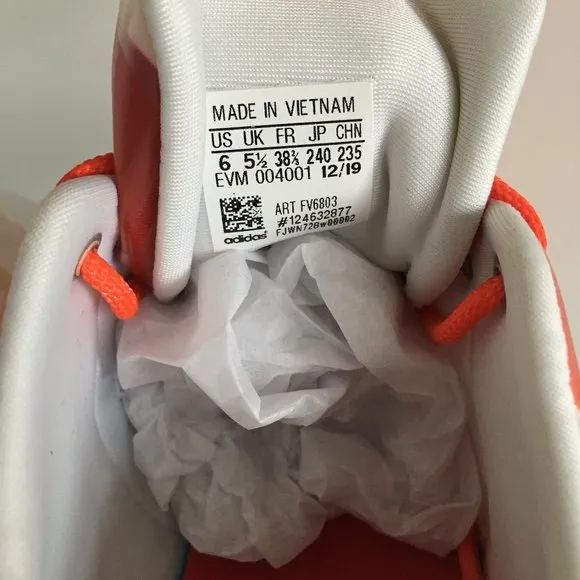 MADE IN VIETNAM
US UK FR JP CHN
6 5½ 38⅔ 240 235
EVM 004001 12/19
ART FV6803
#124632877
adidas FJWN72BW00002